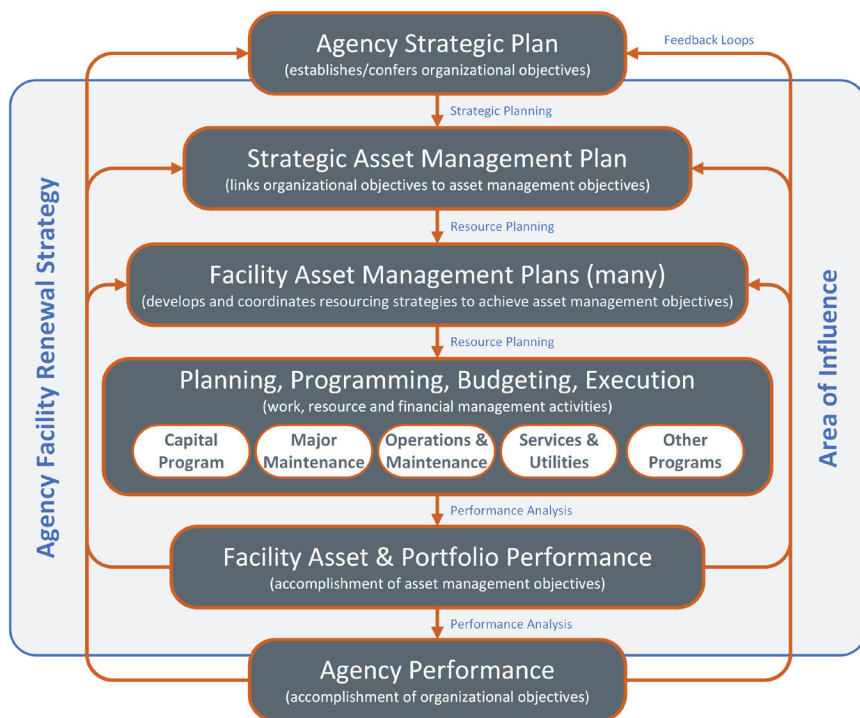 Agency Strategic Plan
(establishes/confers organizational objectives)
Feedback Loops
Strategic Planning
Strategic Asset Management Plan
(links organizational objectives to asset management objectives)
Resource Planning
Facility Asset Management Plans (many)
(develops and coordinates resourcing strategies to achieve asset management objectives)
Resource Planning
Planning, Programming, Budgeting, Execution
(work, resource and financial management activities)
Capital
Program
Major
Maintenance
Operations &
Maintenance
Services &
Utilities
Other
Programs
Performance Analysis
Facility Asset & Portfolio Performance
(accomplishment of asset management objectives)
Performance Analysis
Agency Performance
(accomplishment of organizational objectives)
Agency Facility Renewal Strategy
Area of Influence